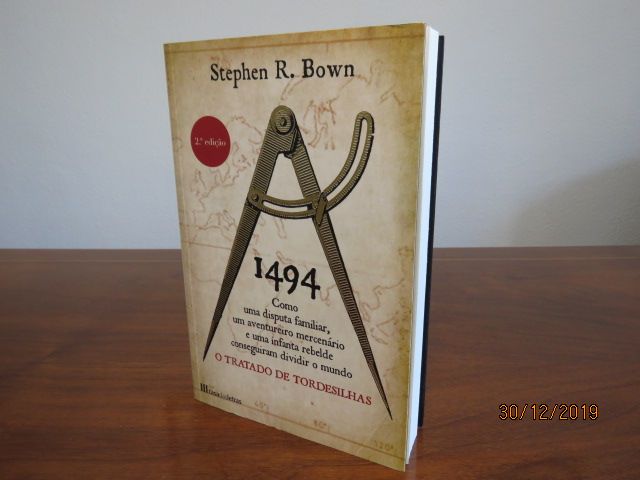 Stephen R. Bown
2.ª edição
1494
Como
uma disputa familiar,
um aventureiro mercenário
e uma infanta rebelde
conseguiram dividir o mundo
O TRATADO DE TORDESILHAS
casadasletras
30/12/2019